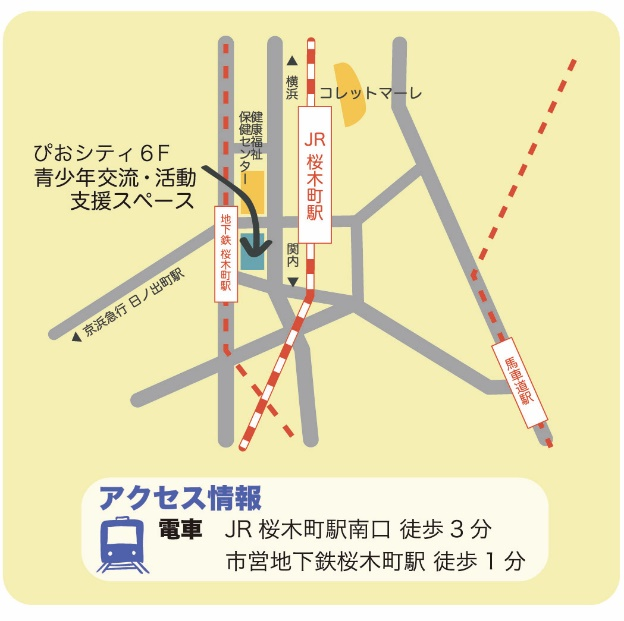 ▲横浜
コレットマーレ
健康福祉
保健センター
JR 桜木町駅
ぴおシティ6F
青少年交流・活動
支援スペース
地下鉄 桜木町駅
関内▼
▲京浜急行 日ノ出町駅
馬車道駅
アクセス情報
電車 JR 桜木町駅南口 徒歩3分
市営地下鉄桜木町駅 徒歩1分